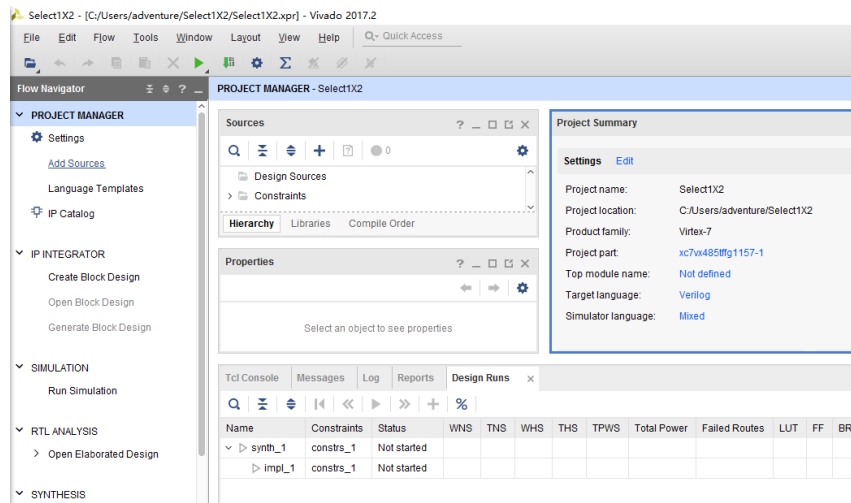 Select1X2 - [C:/Users/adventure/Select1X2/Select1X2.xpr] - Vivado 2017.2
File Edit Flow Tools Window Layout View Help Q- Quick Access
Flow Navigator
PROJECT MANAGER
Settings
Add Sources
Language Templates
IP Catalog
IP INTEGRATOR
Create Block Design
Open Block Design
Generate Block Design
SIMULATION
Run Simulation
RTL ANALYSIS
Open Elaborated Design
SYNTHESIS
PROJECT MANAGER - Select1X2
Sources
0
Design Sources
Constraints
Hierarchy Libraries Compile Order
Properties
Select an object to see properties
Project Summary
Settings Edit
Project name: Select1X2
Project location: C:/Users/adventure/Select1X2
Product family: Virtex-7
Project part: xc7vx485tffg1157-1
Top module name: Not defined
Target language: Verilog
Simulator language: Mixed
Tcl Console Messages Log Reports Design Runs
Name Constraints Status WNS TNS WHS THS TPWS Total Power Failed Routes LUT FF BR
synth_1 constrs_1 Not started
impl_1 constrs_1 Not started